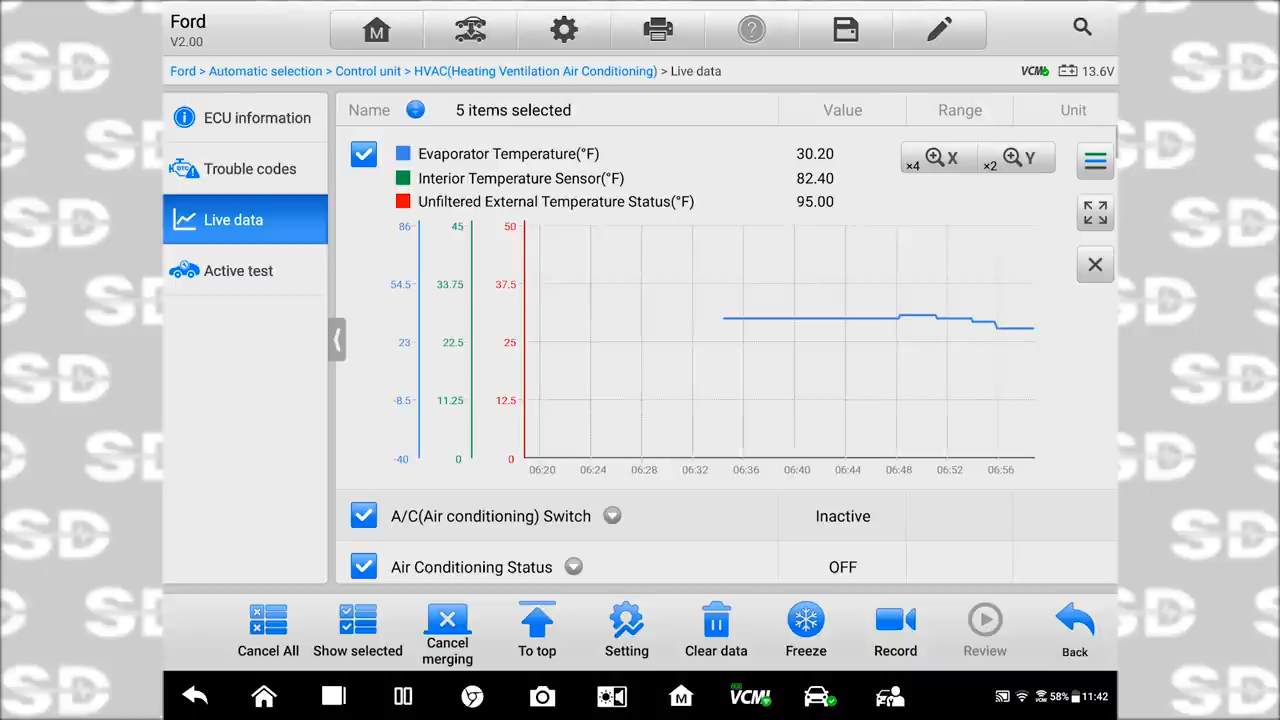 Ford
V2.00
M
?
Ford > Automatic selection > Control unit > HVAC(Heating Ventilation Air Conditioning) > Live data
VCMI
13.6V
ECU information
DTC
Trouble codes
Live data
Active test
Name 5 items selected Value Range Unit
Evaporator Temperature(°F) 30.20
Interior Temperature Sensor(°F) 82.40
Unfiltered External Temperature Status(°F) 95.00
×4 X ×2 Y
86 45 50
54.5 33.75 37.5
23 22.5 25
-8.5 11.25 12.5
-40 0 0
06:20 06:24 06:28 06:32 06:36 06:40 06:44 06:48 06:52 06:56
A/C(Air conditioning) Switch Inactive
Air Conditioning Status OFF
Cancel All
Show selected
Cancel
merging
To top
Setting
Clear data
Freeze
Record
Review
Back
M
VCMI
58% 11:42
SD